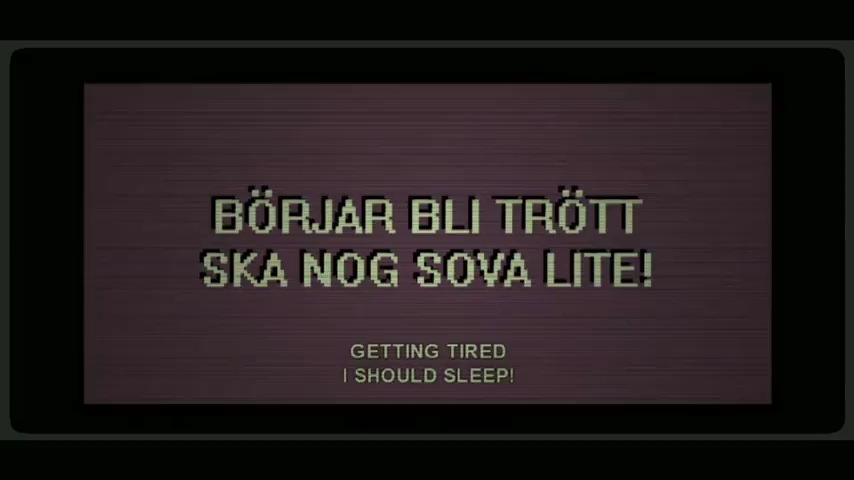 BÖRJAR BLI TRÖTT
SKA NOG SOVA LITE!
GETTING TIRED
I SHOULD SLEEP!